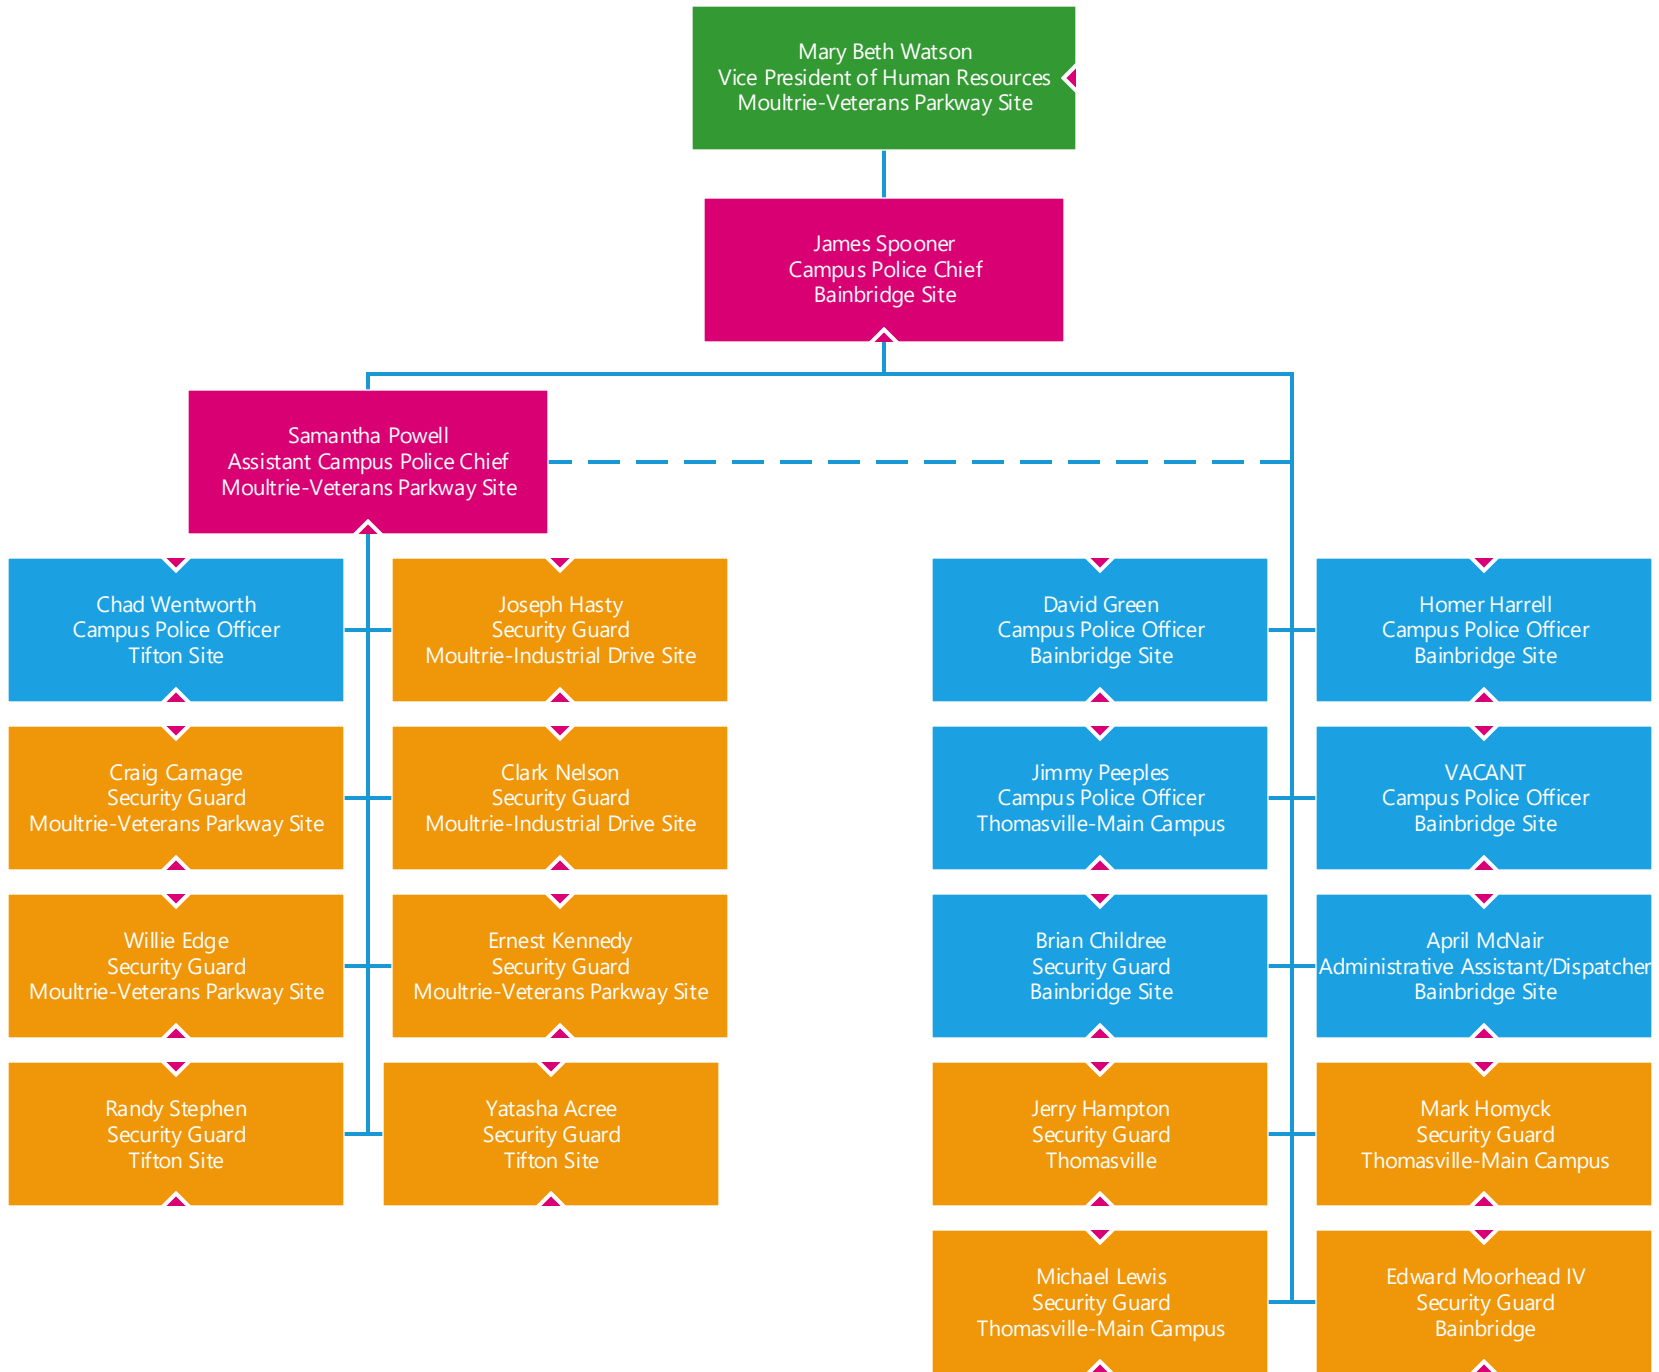 Mary Beth Watson
Vice President of Human Resources
Moultrie-Veterans Parkway Site
James Spooner
Campus Police Chief
Bainbridge Site
Samantha Powell
Assistant Campus Police Chief
Moultrie-Veterans Parkway Site
Chad Wentworth
Campus Police Officer
Tifton Site
Joseph Hasty
Security Guard
Moultrie-Industrial Drive Site
David Green
Campus Police Officer
Bainbridge Site
Homer Harrell
Campus Police Officer
Bainbridge Site
Craig Carnage
Security Guard
Moultrie-Veterans Parkway Site
Clark Nelson
Security Guard
Moultrie-Industrial Drive Site
Jimmy Peeples
Campus Police Officer
Thomasville-Main Campus
VACANT
Campus Police Officer
Bainbridge Site
Willie Edge
Security Guard
Moultrie-Veterans Parkway Site
Ernest Kennedy
Security Guard
Moultrie-Veterans Parkway Site
Brian Childree
Security Guard
Bainbridge Site
April McNair
Administrative Assistant/Dispatcher
Bainbridge Site
Randy Stephen
Security Guard
Tifton Site
Yatasha Acree
Security Guard
Tifton Site
Jerry Hampton
Security Guard
Thomasville
Mark Homyck
Security Guard
Thomasville-Main Campus
Michael Lewis
Security Guard
Thomasville-Main Campus
Edward Moorhead IV
Security Guard
Bainbridge